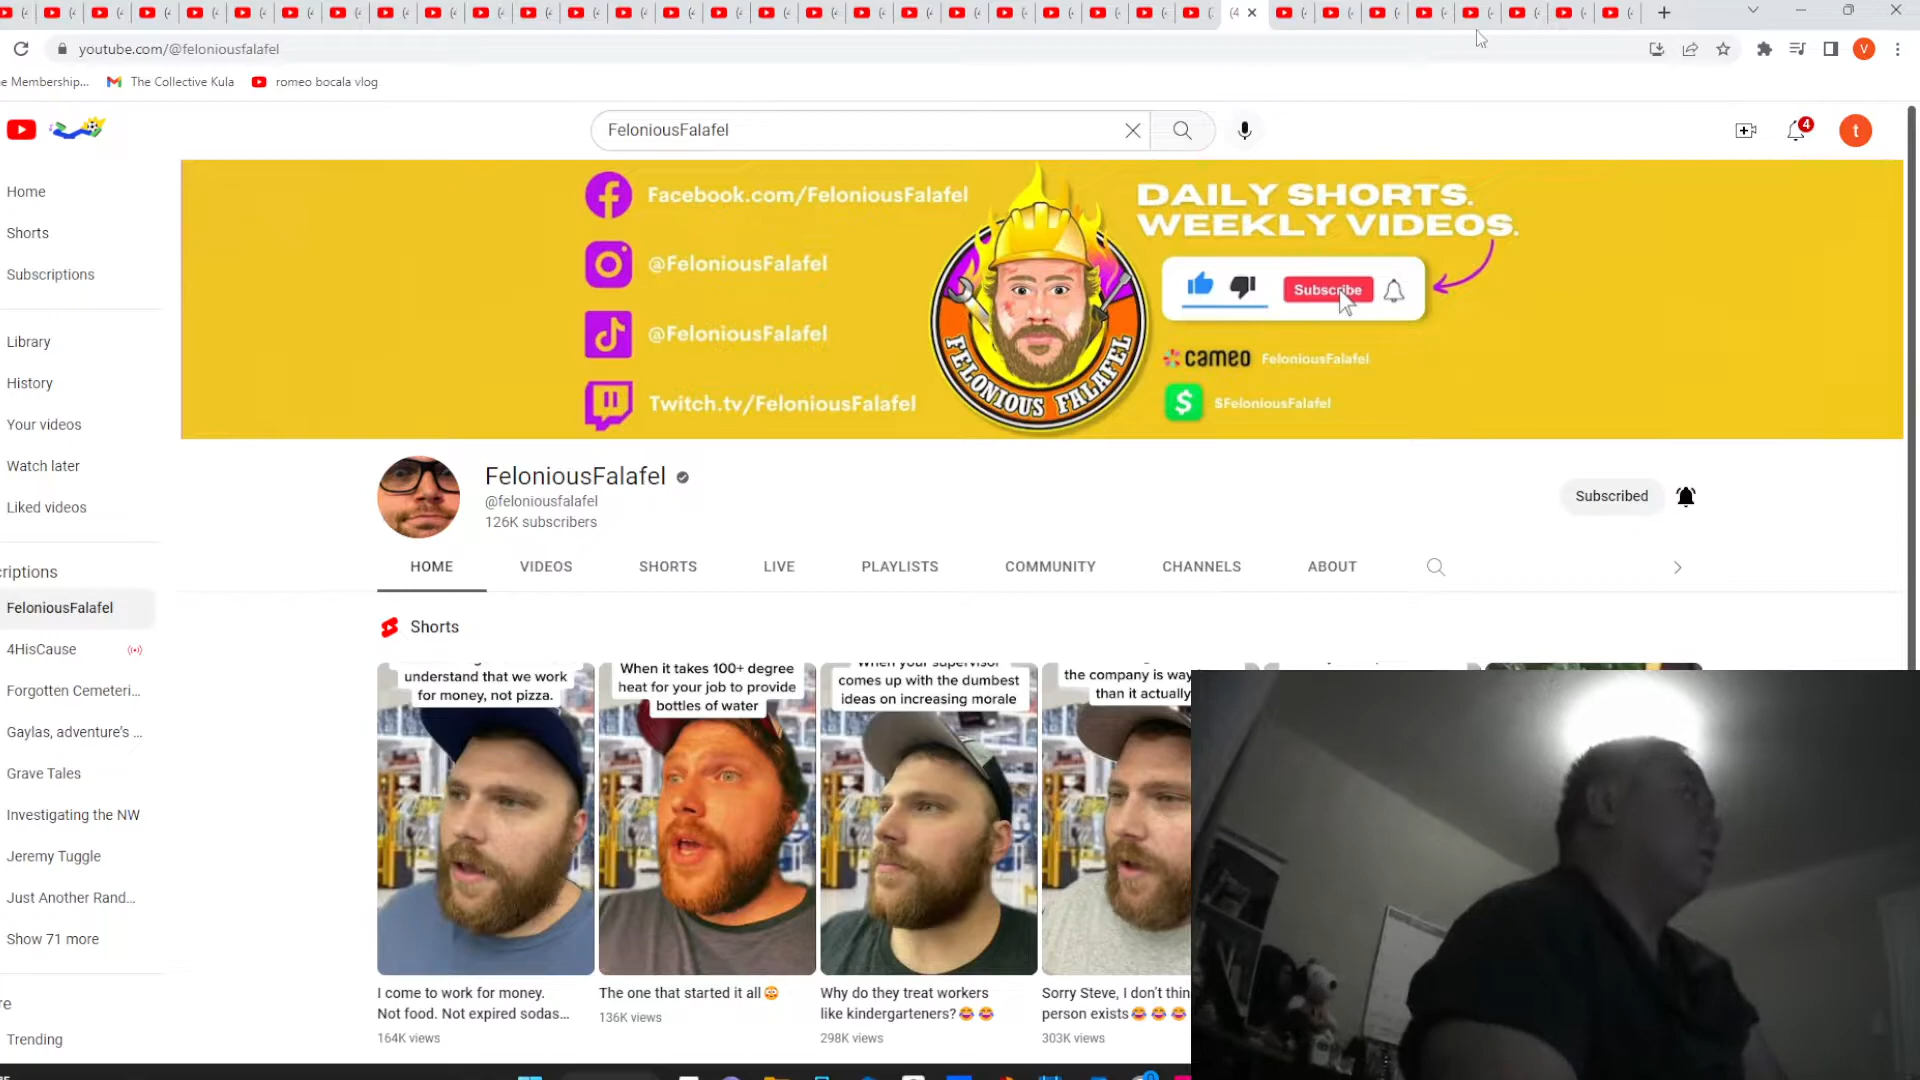 youtube.com/@feloniousfalafel
e Membership...
The Collective Kula
romeo bocala vlog
FeloniousFalafel
4
t
V
Home
Shorts
Subscriptions
Library
History
Your videos
Watch later
Liked videos
criptions
FeloniousFalafel
4HisCause
Forgotten Cemeteri...
Gaylas, adventure's ...
Grave Tales
Investigating the NW
Jeremy Tuggle
Just Another Rand...
Show 71 more
re
Trending
Facebook.com/FeloniousFalafel
@FeloniousFalafel
@FeloniousFalafel
Twitch.tv/FeloniousFalafel
FELONIOUS FALAFEL
DAILY SHORTS.
WEEKLY VIDEOS.
Subscribe
cameo FeloniousFalafel
$FeloniousFalafel
FeloniousFalafel
@feloniousfalafel
126K subscribers
Subscribed
HOME
VIDEOS
SHORTS
LIVE
PLAYLISTS
COMMUNITY
CHANNELS
ABOUT
Shorts
understand that we work
for money, not pizza.
When it takes 100+ degree
heat for your job to provide
bottles of water
When your supervisor
comes up with the dumbest
ideas on increasing morale
the company is way
than it actually
I come to work for money.
Not food. Not expired sodas...
164K views
The one that started it all
136K views
Why do they treat workers
like kindergarteners?
298K views
Sorry Steve, I don't thin
person exists
303K views